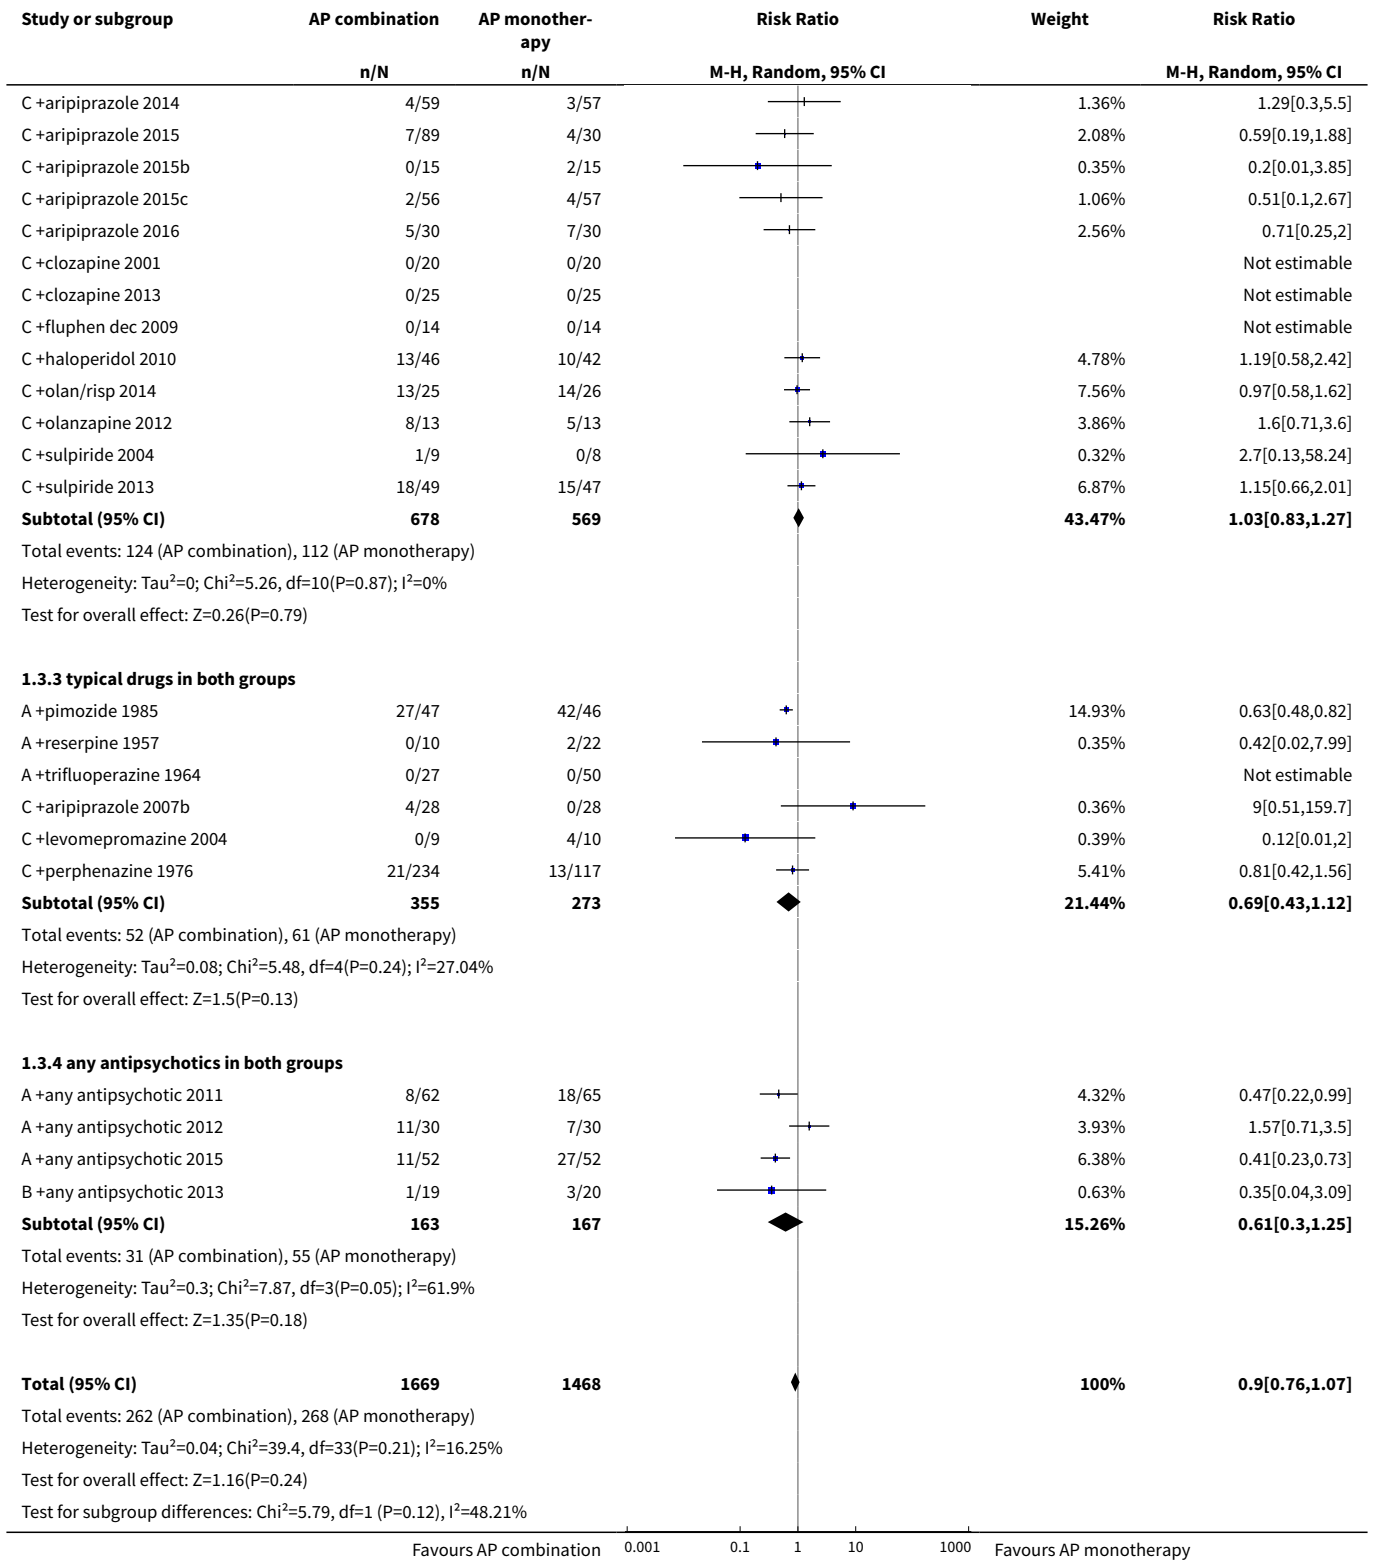 Study or subgroup AP combination AP monother- Risk Ratio Weight Risk Ratio
apy
n/N n/N M-H, Random, 95% CI M-H, Random, 95% CI
C +aripiprazole 2014 4/59 3/57 1.36% 1.29[0.3,5.5]
C +aripiprazole 2015 7/89 4/30 2.08% 0.59[0.19,1.88]
C +aripiprazole 2015b 0/15 2/15 0.35% 0.2[0.01,3.85]
C +aripiprazole 2015c 2/56 4/57 1.06% 0.51[0.1,2.67]
C +aripiprazole 2016 5/30 7/30 2.56% 0.71[0.25,2]
C +clozapine 2001 0/20 0/20 Not estimable
C +clozapine 2013 0/25 0/25 Not estimable
C +fluphen dec 2009 0/14 0/14 Not estimable
C +haloperidol 2010 13/46 10/42 4.78% 1.19[0.58,2.42]
C +olan/risp 2014 13/25 14/26 7.56% 0.97[0.58,1.62]
C +olanzapine 2012 8/13 5/13 3.86% 1.6[0.71,3.6]
C +sulpiride 2004 1/9 0/8 0.32% 2.7[0.13,58.24]
C +sulpiride 2013 18/49 15/47 6.87% 1.15[0.66,2.01]
Subtotal (95% CI) 678 569 43.47% 1.03[0.83,1.27]
Total events: 124 (AP combination), 112 (AP monotherapy)
Heterogeneity: Tau²=0; Chi²=5.26, df=10(P=0.87); I²=0%
Test for overall effect: Z=0.26(P=0.79)
1.3.3 typical drugs in both groups
A +pimozide 1985 27/47 42/46 14.93% 0.63[0.48,0.82]
A +reserpine 1957 0/10 2/22 0.35% 0.42[0.02,7.99]
A +trifluoperazine 1964 0/27 0/50 Not estimable
C +aripiprazole 2007b 4/28 0/28 0.36% 9[0.51,159.7]
C +levomepromazine 2004 0/9 4/10 0.39% 0.12[0.01,2]
C +perphenazine 1976 21/234 13/117 5.41% 0.81[0.42,1.56]
Subtotal (95% CI) 355 273 21.44% 0.69[0.43,1.12]
Total events: 52 (AP combination), 61 (AP monotherapy)
Heterogeneity: Tau²=0.08; Chi²=5.48, df=4(P=0.24); I²=27.04%
Test for overall effect: Z=1.5(P=0.13)
1.3.4 any antipsychotics in both groups
A +any antipsychotic 2011 8/62 18/65 4.32% 0.47[0.22,0.99]
A +any antipsychotic 2012 11/30 7/30 3.93% 1.57[0.71,3.5]
A +any antipsychotic 2015 11/52 27/52 6.38% 0.41[0.23,0.73]
B +any antipsychotic 2013 1/19 3/20 0.63% 0.35[0.04,3.09]
Subtotal (95% CI) 163 167 15.26% 0.61[0.3,1.25]
Total events: 31 (AP combination), 55 (AP monotherapy)
Heterogeneity: Tau²=0.3; Chi²=7.87, df=3(P=0.05); I²=61.9%
Test for overall effect: Z=1.35(P=0.18)
Total (95% CI) 1669 1468 100% 0.9[0.76,1.07]
Total events: 262 (AP combination), 268 (AP monotherapy)
Heterogeneity: Tau²=0.04; Chi²=39.4, df=33(P=0.21); I²=16.25%
Test for overall effect: Z=1.16(P=0.24)
Test for subgroup differences: Chi²=5.79, df=1 (P=0.12), I²=48.21%
Favours AP combination 0.001 0.1 1 10 1000 Favours AP monotherapy